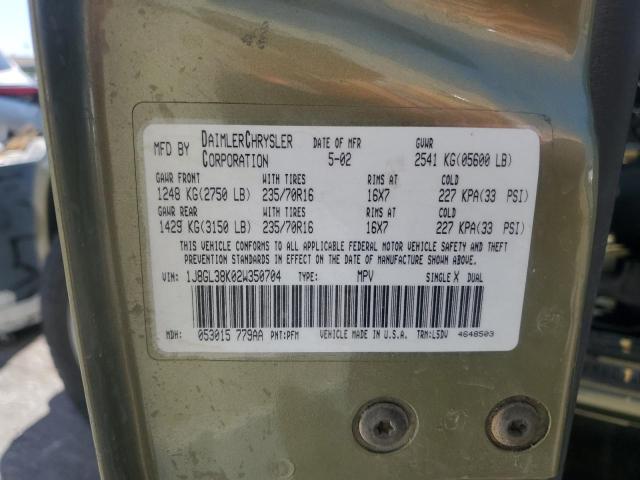 MFD BY DAIMLERCHRYSLER CORPORATION DATE OF MFR 5-02 GVWR 2541 KG(05600 LB)
GAWR FRONT WITH TIRES RIMS AT COLD
1248 KG(2750 LB) 235/70R16 16X7 227 KPA(33 PSI)
GAWR REAR WITH TIRES RIMS AT COLD
1429 KG(3150 LB) 235/70R16 16X7 227 KPA(33 PSI)
THIS VEHICLE CONFORMS TO ALL APPLICABLE FEDERAL MOTOR VEHICLE SAFETY AND THEFT
PREVENTION STANDARDS IN EFFECT ON THE DATE OF MANUFACTURE SHOWN ABOVE.
VIN: 1J8GL38K02W350704 TYPE: MPV SINGLE X DUAL
MDH: 053015 779AA PNT:PFM VEHICLE MADE IN U.S.A. TRM:L5DV 4648503